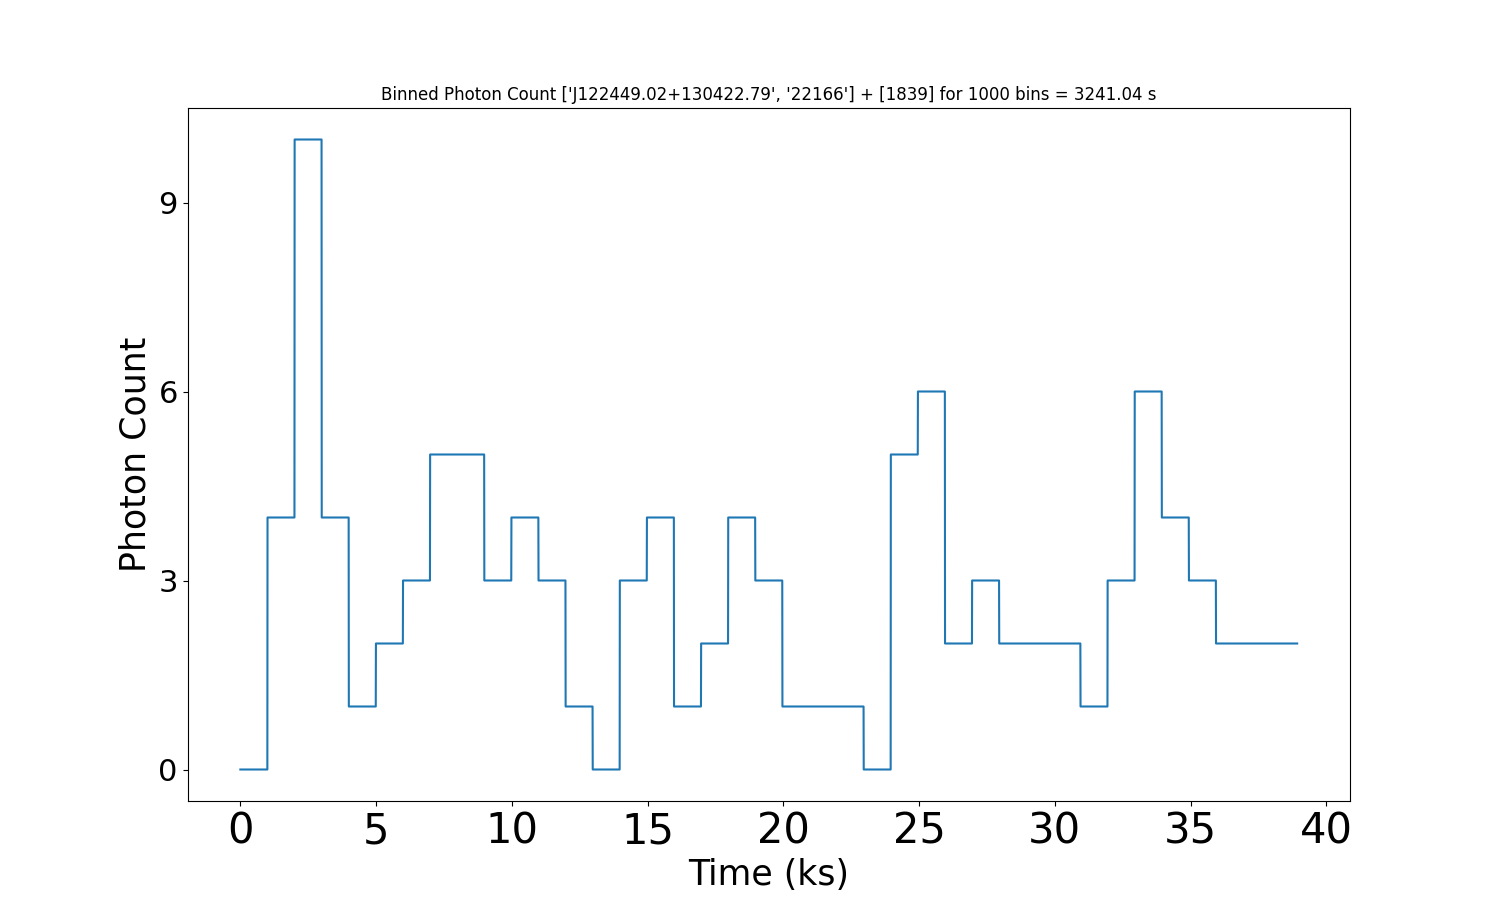 Binned Photon Count ['J122449.02+130422.79', '22166'] + [1839] for 1000 bins = 3241.04 s
9
6
3
0
Photon Count
0 5 10 15 20 25 30 35 40
Time (ks)